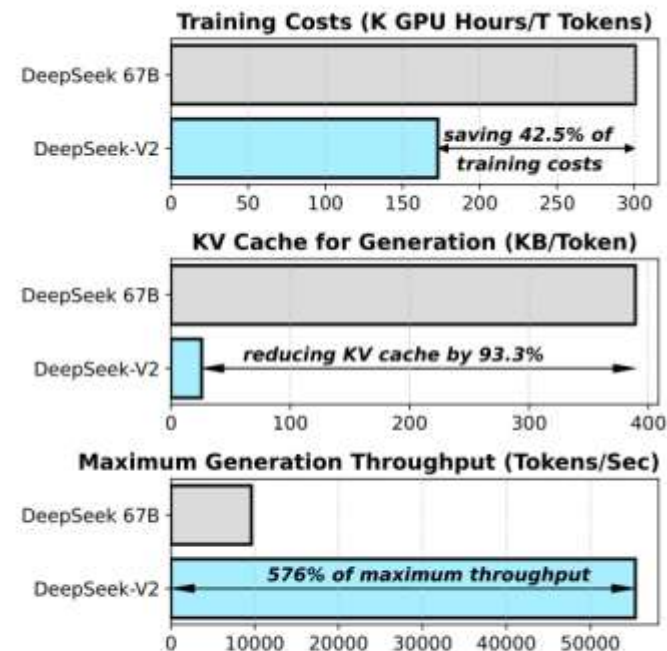 Training Costs (K GPU Hours/T Tokens)
DeepSeek 67B
DeepSeek-V2
saving 42.5% of
training costs
0 50 100 150 200 250 300
KV Cache for Generation (KB/Token)
DeepSeek 67B
DeepSeek-V2
reducing KV cache by 93.3%
0 100 200 300 400
Maximum Generation Throughput (Tokens/Sec)
DeepSeek 67B
DeepSeek-V2
576% of maximum throughput
0 10000 20000 30000 40000 50000